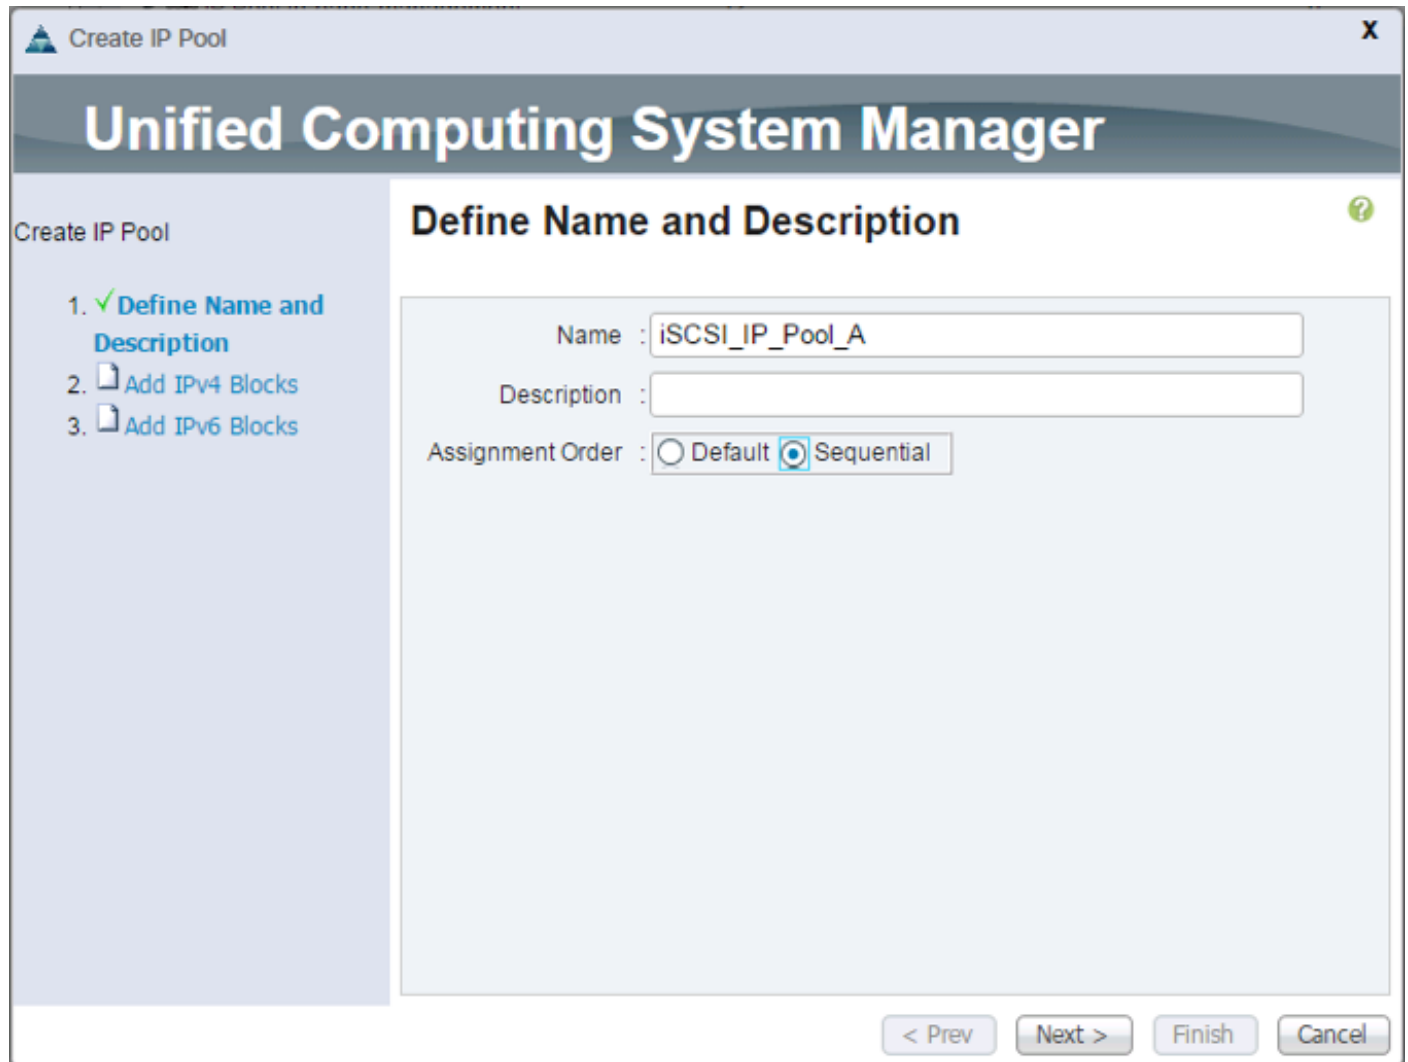 Create IP Pool
X
Unified Computing System Manager
Create IP Pool
1. Define Name and
Description
2. Add IPv4 Blocks
3. Add IPv6 Blocks
Define Name and Description
?
Name : iSCSI_IP_Pool_A
Description :
Assignment Order : Default Sequential
< Prev Next > Finish Cancel